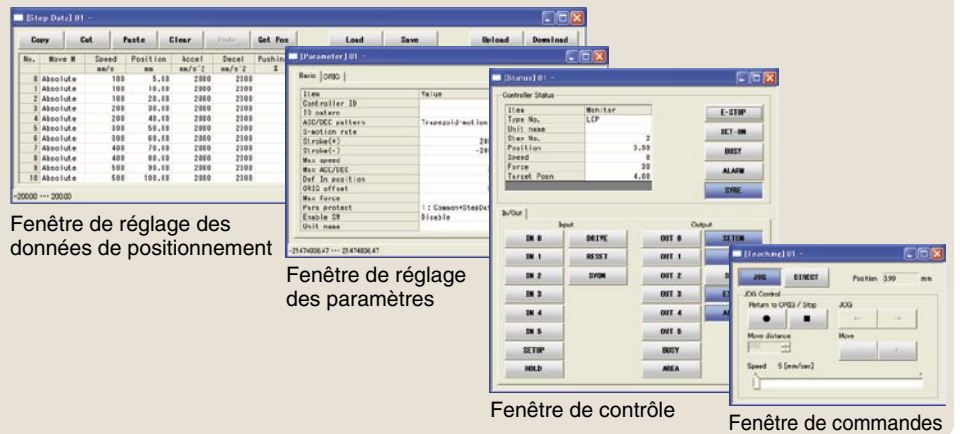 [Step Data] 01 -
Copy Cut Paste Clear Undo Get Pos Load Save Upload Download
No. Move M Speed Position Accel Decel Pushing
mm/s mm mm/s^2 mm/s^2 %
0 Absolute 100 5.00 2000 2000
1 Absolute 100 10.00 2000 2000
2 Absolute 100 20.00 2000 2000
3 Absolute 200 30.00 2000 2000
4 Absolute 200 40.00 2000 2000
5 Absolute 300 50.00 2000 2000
6 Absolute 300 60.00 2000 2000
7 Absolute 400 70.00 2000 2000
8 Absolute 400 80.00 2000 2000
9 Absolute 500 90.00 2000 2000
10 Absolute 500 100.00 2000 2000
Fenêtre de réglage des
données de positionnement
[Parameter] 01 -
Basic ORIG
Item Value
Controller ID
IO patern
ACC/DEC pattern Trapezoid-motion
S-motion rate
Stroke(+)
Stroke(-)
Max speed
Max ACC/DEC
Def In position
ORIG offset
Max force
Para protect
Enable SW Disable
Unit name
-21474836.47 --- 21474836.47
Fenêtre de réglage
des paramètres
[Status] 01 -
Controller Status
Item Monitor
Type No. LCP
Unit name
Step No. 2
Position 3.99
Speed 0
Force 30
Target Posn 4.00
E-STOP
SET-ON
BUSY
ALARM
SVRE
In/Out
Input Output
IN 0 DRIVE OUT 0 SETON
IN 1 RESET OUT 1
IN 2 SVON OUT 2
IN 3 OUT 3
IN 4 OUT 4
IN 5 OUT 5
SETUP BUSY
HOLD AREA
Fenêtre de contrôle
[Teaching] 01 -
JOG DIRECT Position 3.99 mm
JOG Control
Return to ORIG / Stop JOG
Move distance Move
Speed 5 [mm/sec]
Fenêtre de commandes